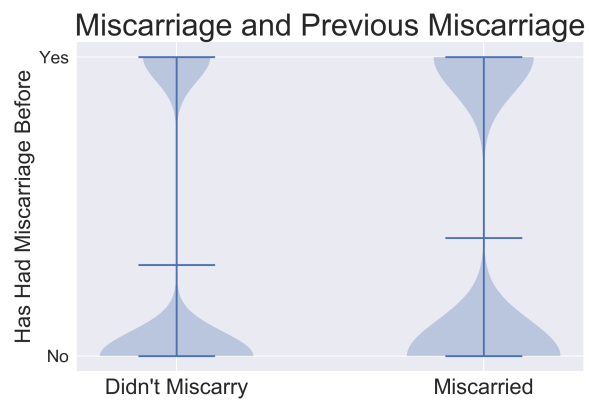 Miscarriage and Previous Miscarriage
Has Had Miscarriage Before
Yes
No
Didn't Miscarry
Miscarried